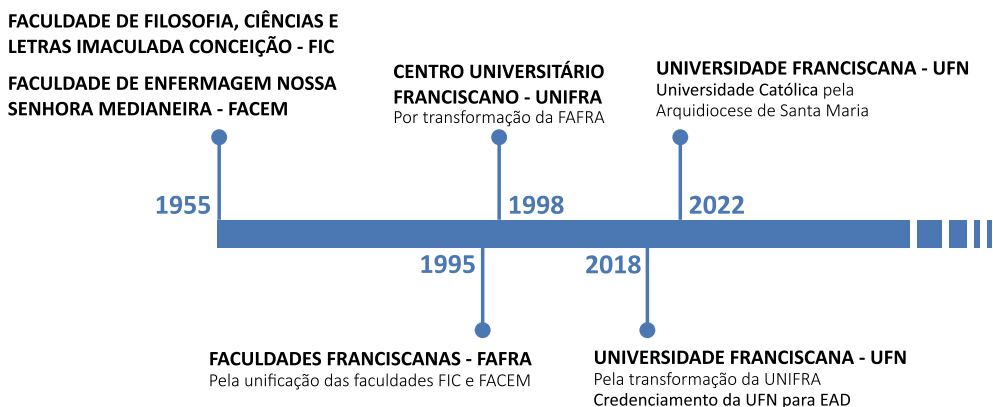 FACULDADE DE FILOSOFIA, CIÊNCIAS E
LETRAS IMACULADA CONCEIÇÃO - FIC
FACULDADE DE ENFERMAGEM NOSSA
SENHORA MEDIANEIRA - FACEM
1955
FACULDADES FRANCISCANAS - FAFRA
Pela unificação das faculdades FIC e FACEM
1995
CENTRO UNIVERSITÁRIO
FRANCISCANO - UNIFRA
Por transformação da FAFRA
1998
UNIVERSIDADE FRANCISCANA - UFN
Pela transformação da UNIFRA
Credenciamento da UFN para EAD
2018
UNIVERSIDADE FRANCISCANA - UFN
Universidade Católica pela
Arquidiocese de Santa Maria
2022